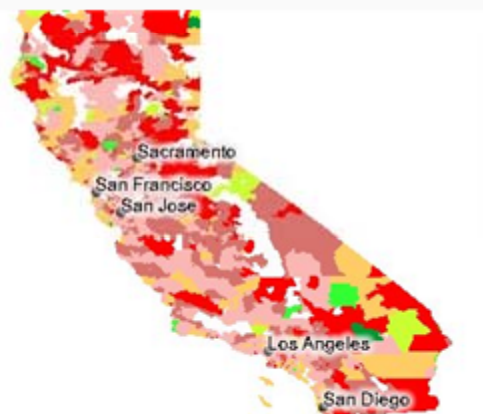 Sacramento
San Francisco
San Jose
Los Angeles
San Diego